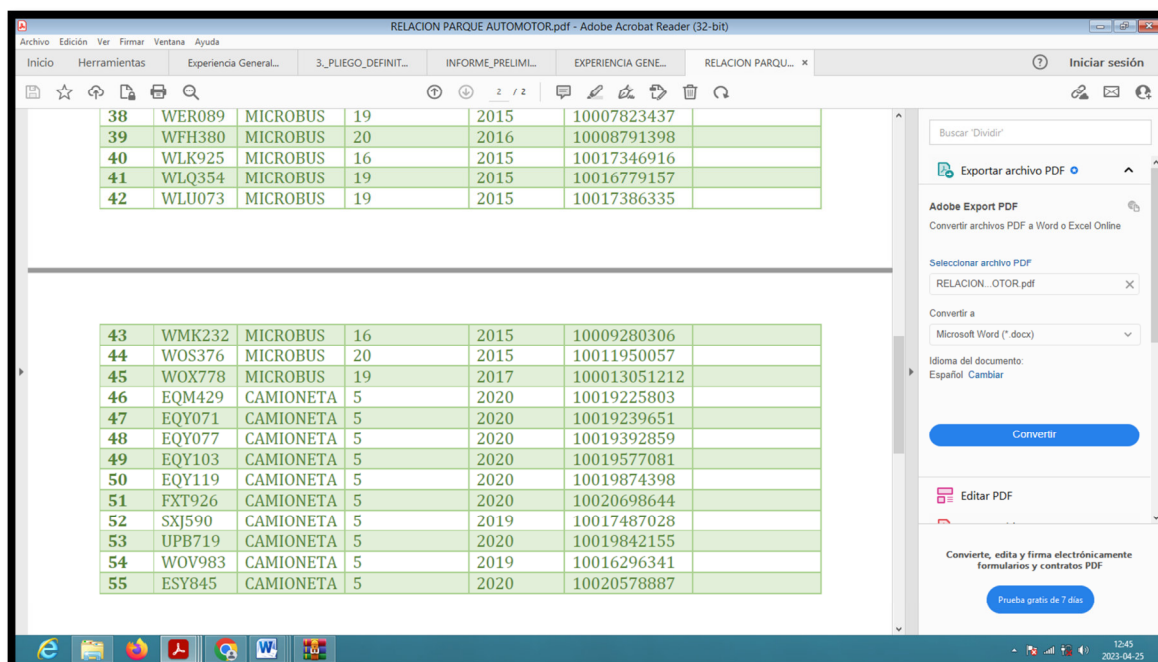 RELACION PARQUE AUTOMOTOR.pdf - Adobe Acrobat Reader (32-bit)
Archivo Edición Ver Firmar Ventana Ayuda
Inicio Herramientas Experiencia General... 3._PLIEGO_DEFINIT... INFORME_PRELIMI... EXPERIENCIA GENE... RELACION PARQU... × Iniciar sesión
2 / 2
38 WER089 MICROBUS 19 2015 10007823437
39 WFH380 MICROBUS 20 2016 10008791398
40 WLK925 MICROBUS 16 2015 10017346916
41 WLQ354 MICROBUS 19 2015 16779157
42 WLU073 MICROBUS 19 2015 10017386335
43 WMK232 MICROBUS 16 2015 10009280306
44 WOS376 MICROBUS 20 2015 10011950057
45 WOX778 MICROBUS 19 2017 100013051212
46 EQM429 CAMIONETA 5 2020 10019225803
47 EQY071 CAMIONETA 5 2020 10019239651
48 EQY077 CAMIONETA 5 2020 10019392859
49 EQY103 CAMIONETA 5 2020 10019577081
50 EQY119 CAMIONETA 5 2020 10019874398
51 FXT926 CAMIONETA 5 2020 10020698644
52 SXJ590 CAMIONETA 5 2019 10017487028
53 UPB719 CAMIONETA 5 2020 10019842155
54 WOV983 CAMIONETA 5 2019 10016296341
55 ESY845 CAMIONETA 5 2020 10020578887
Buscar 'Dividir'
Exportar archivo PDF
Adobe Export PDF
Convertir archivos PDF a Word o Excel Online
Seleccionar archivo PDF
RELACION...OTOR.pdf
Convertir a
Microsoft Word (*.docx)
Idioma del documento:
Español Cambiar
Convertir
Editar PDF
Convierte, edita y firma electrónicamente
formularios y contratos PDF
Prueba gratis de 7 días
12:45
2023-04-25